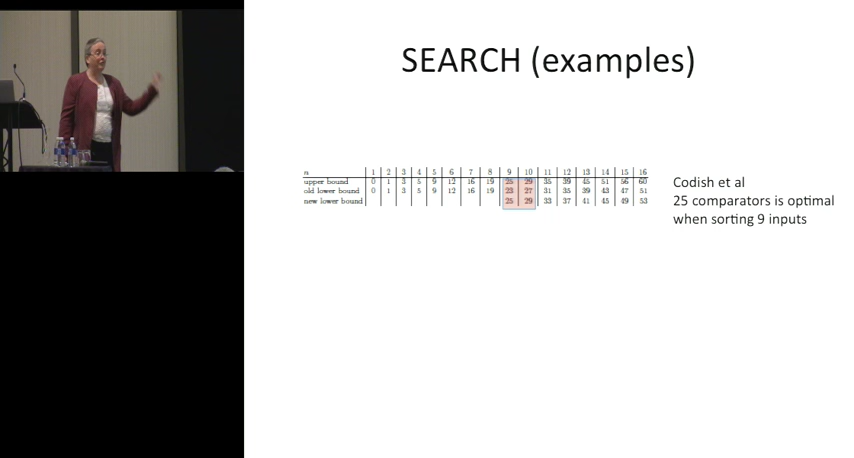 SEARCH (examples)
n 1 2 3 4 5 6 7 8 9 10 11 12 13 14 15 16
upper bound 0 1 3 5 9 12 16 19 25 29 35 39 45 51 56 60
old lower bound 0 1 3 5 9 12 16 19 23 27 31 35 39 43 47 51
new lower bound 25 29 33 37 41 45 49 53
Codish et al
25 comparators is optimal
when sorting 9 inputs